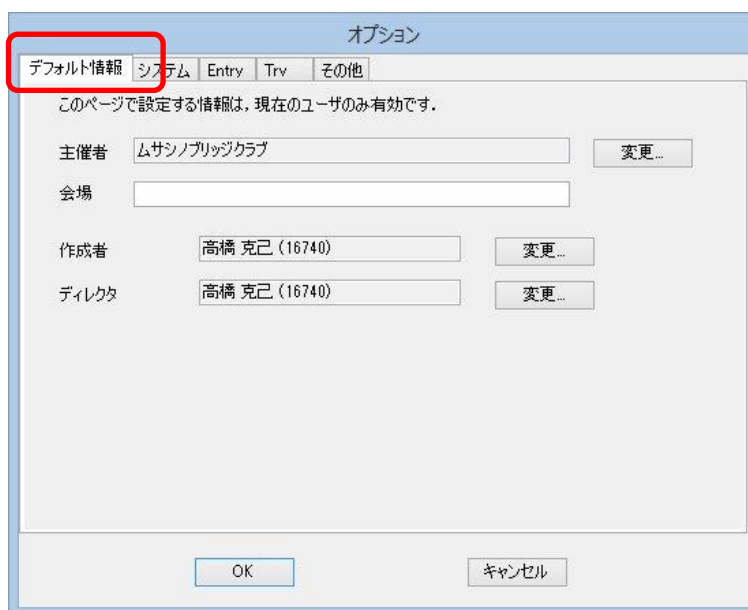 オプション
デフォルト情報 システム Entry Trv その他
このページで設定する情報は，現在のユーザのみ有効です．
主催者 ムサシノブリッジクラブ 変更...
会場
作成者 高橋 克己 (16740) 変更...
ディレクタ 高橋 克己 (16740) 変更...
OK キャンセル